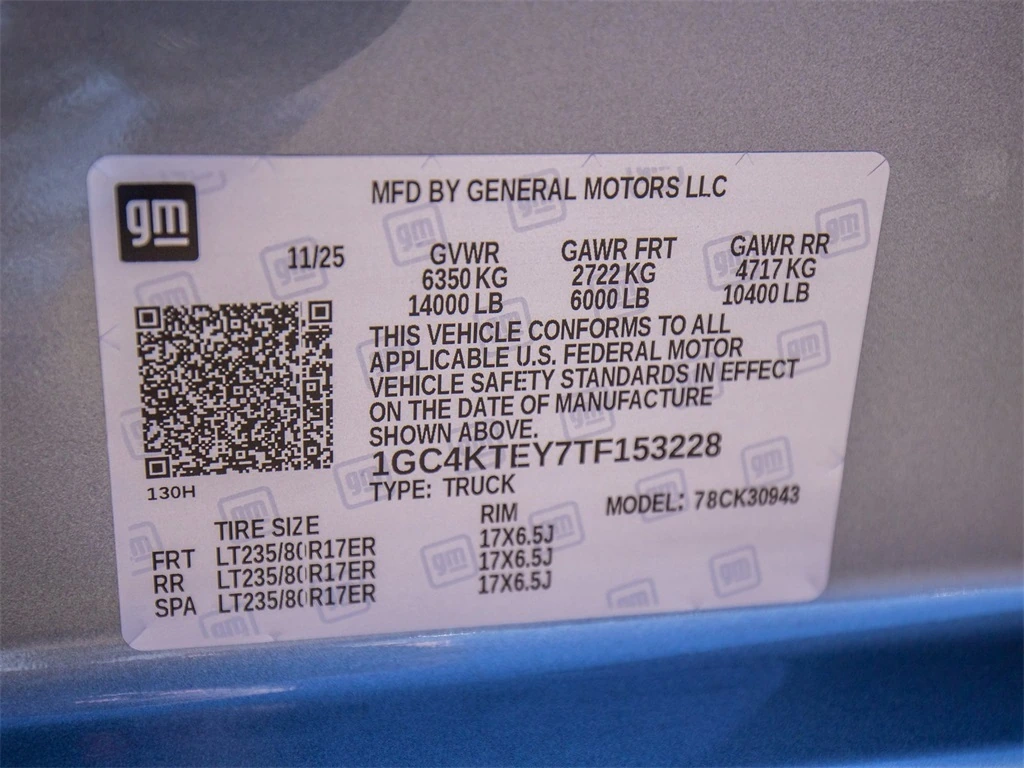 gm
MFD BY GENERAL MOTORS LLC
11/25 GVWR GAWR FRT GAWR RR
6350 KG 2722 KG 4717 KG
14000 LB 6000 LB 10400 LB
THIS VEHICLE CONFORMS TO ALL
APPLICABLE U.S. FEDERAL MOTOR
VEHICLE SAFETY STANDARDS IN EFFECT
ON THE DATE OF MANUFACTURE
SHOWN ABOVE.
1GC4KTEY7TF153228
130H
TYPE: TRUCK MODEL: 78CK30943
TIRE SIZE RIM
FRT LT235/80R17ER 17X6.5J
RR LT235/80R17ER 17X6.5J
SPA LT235/80R17ER 17X6.5J